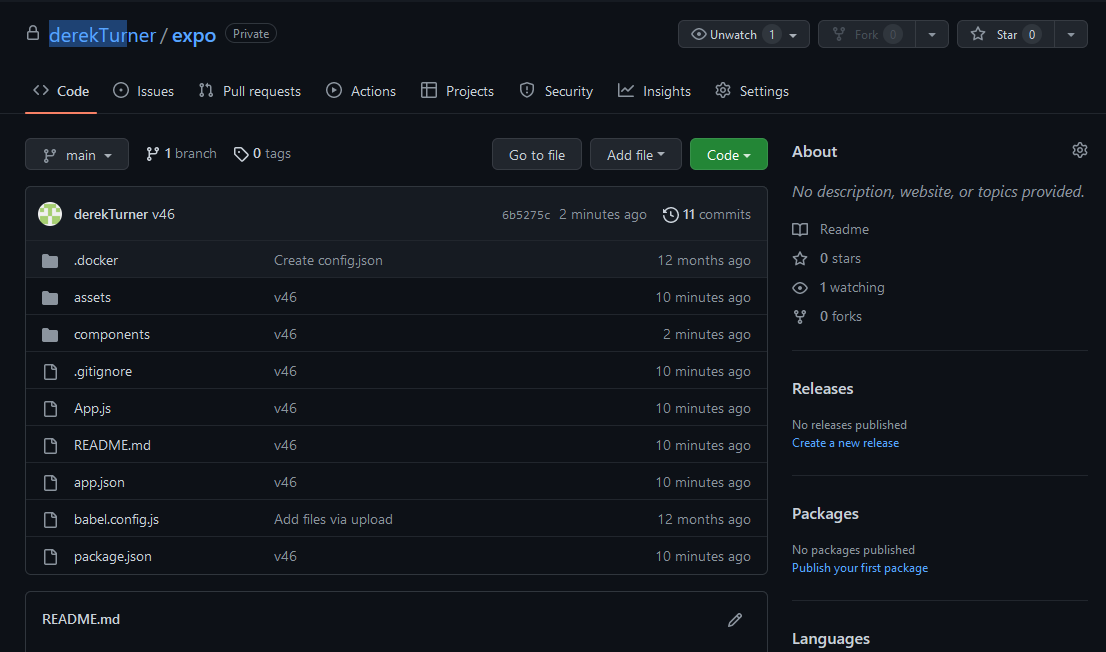 derekTurner / expo Private Unwatch 1 Fork 0 Star 0
Code Issues Pull requests Actions Projects Security Insights Settings
main 1 branch 0 tags Go to file Add file Code
derekTurner v46 6b5275c 2 minutes ago 11 commits
.docker Create config.json 12 months ago
assets v46 10 minutes ago
components v46 2 minutes ago
.gitignore v46 10 minutes ago
App.js v46 10 minutes ago
README.md v46 10 minutes ago
app.json v46 10 minutes ago
babel.config.js Add files via upload 12 months ago
package.json v46 10 minutes ago
README.md
About
No description, website, or topics provided.
Readme
0 stars
1 watching
0 forks
Releases
No releases published
Create a new release
Packages
No packages published
Publish your first package
Languages